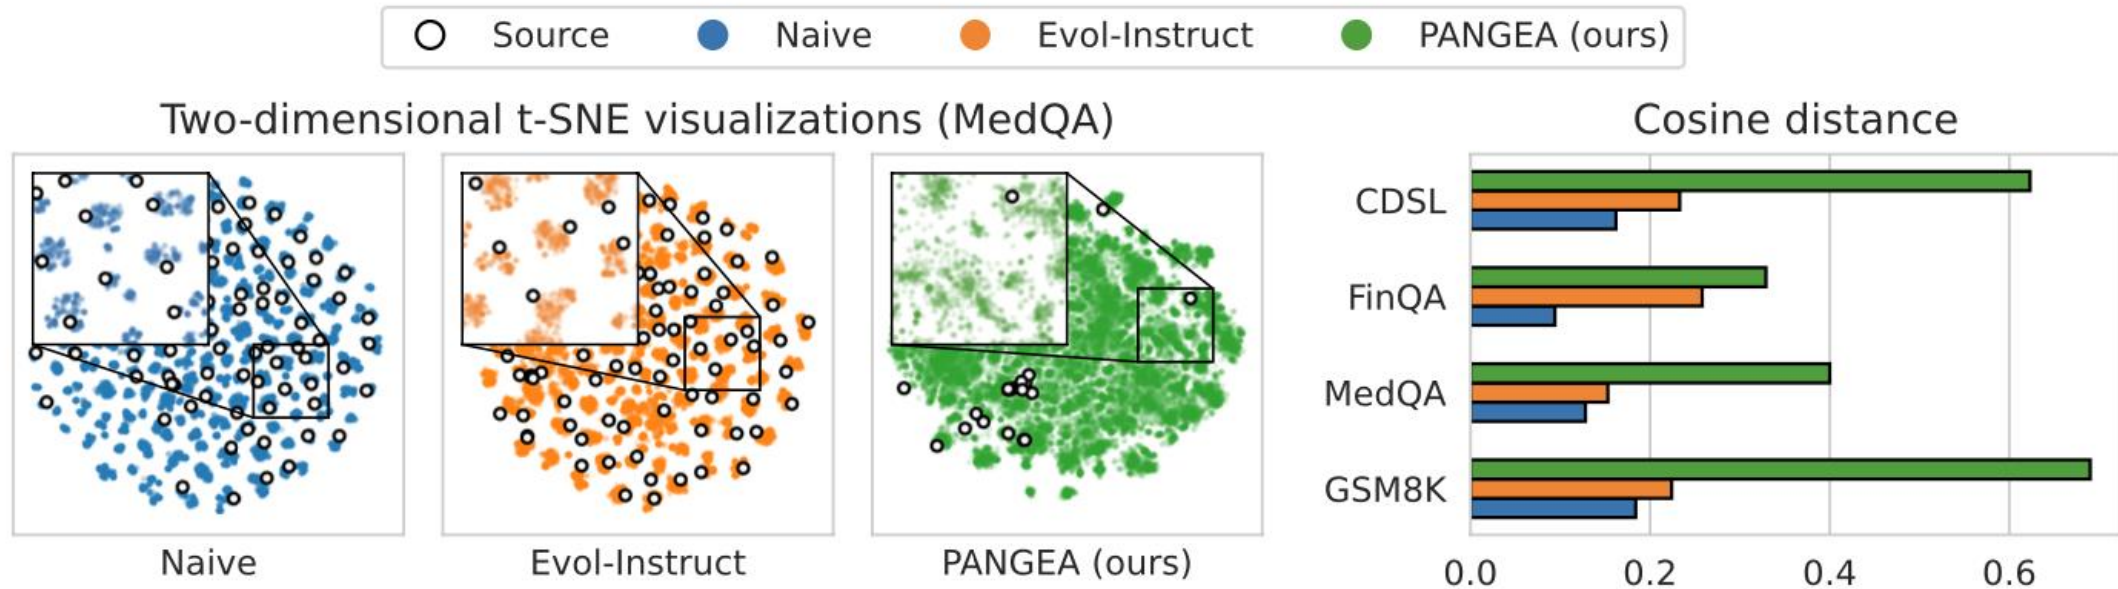 Source Naive Evol-Instruct PANGEA (ours)
Two-dimensional t-SNE visualizations (MedQA)
Naive
Evol-Instruct
PANGEA (ours)
Cosine distance
CDSL
FinQA
MedQA
GSM8K
0.0 0.2 0.4 0.6